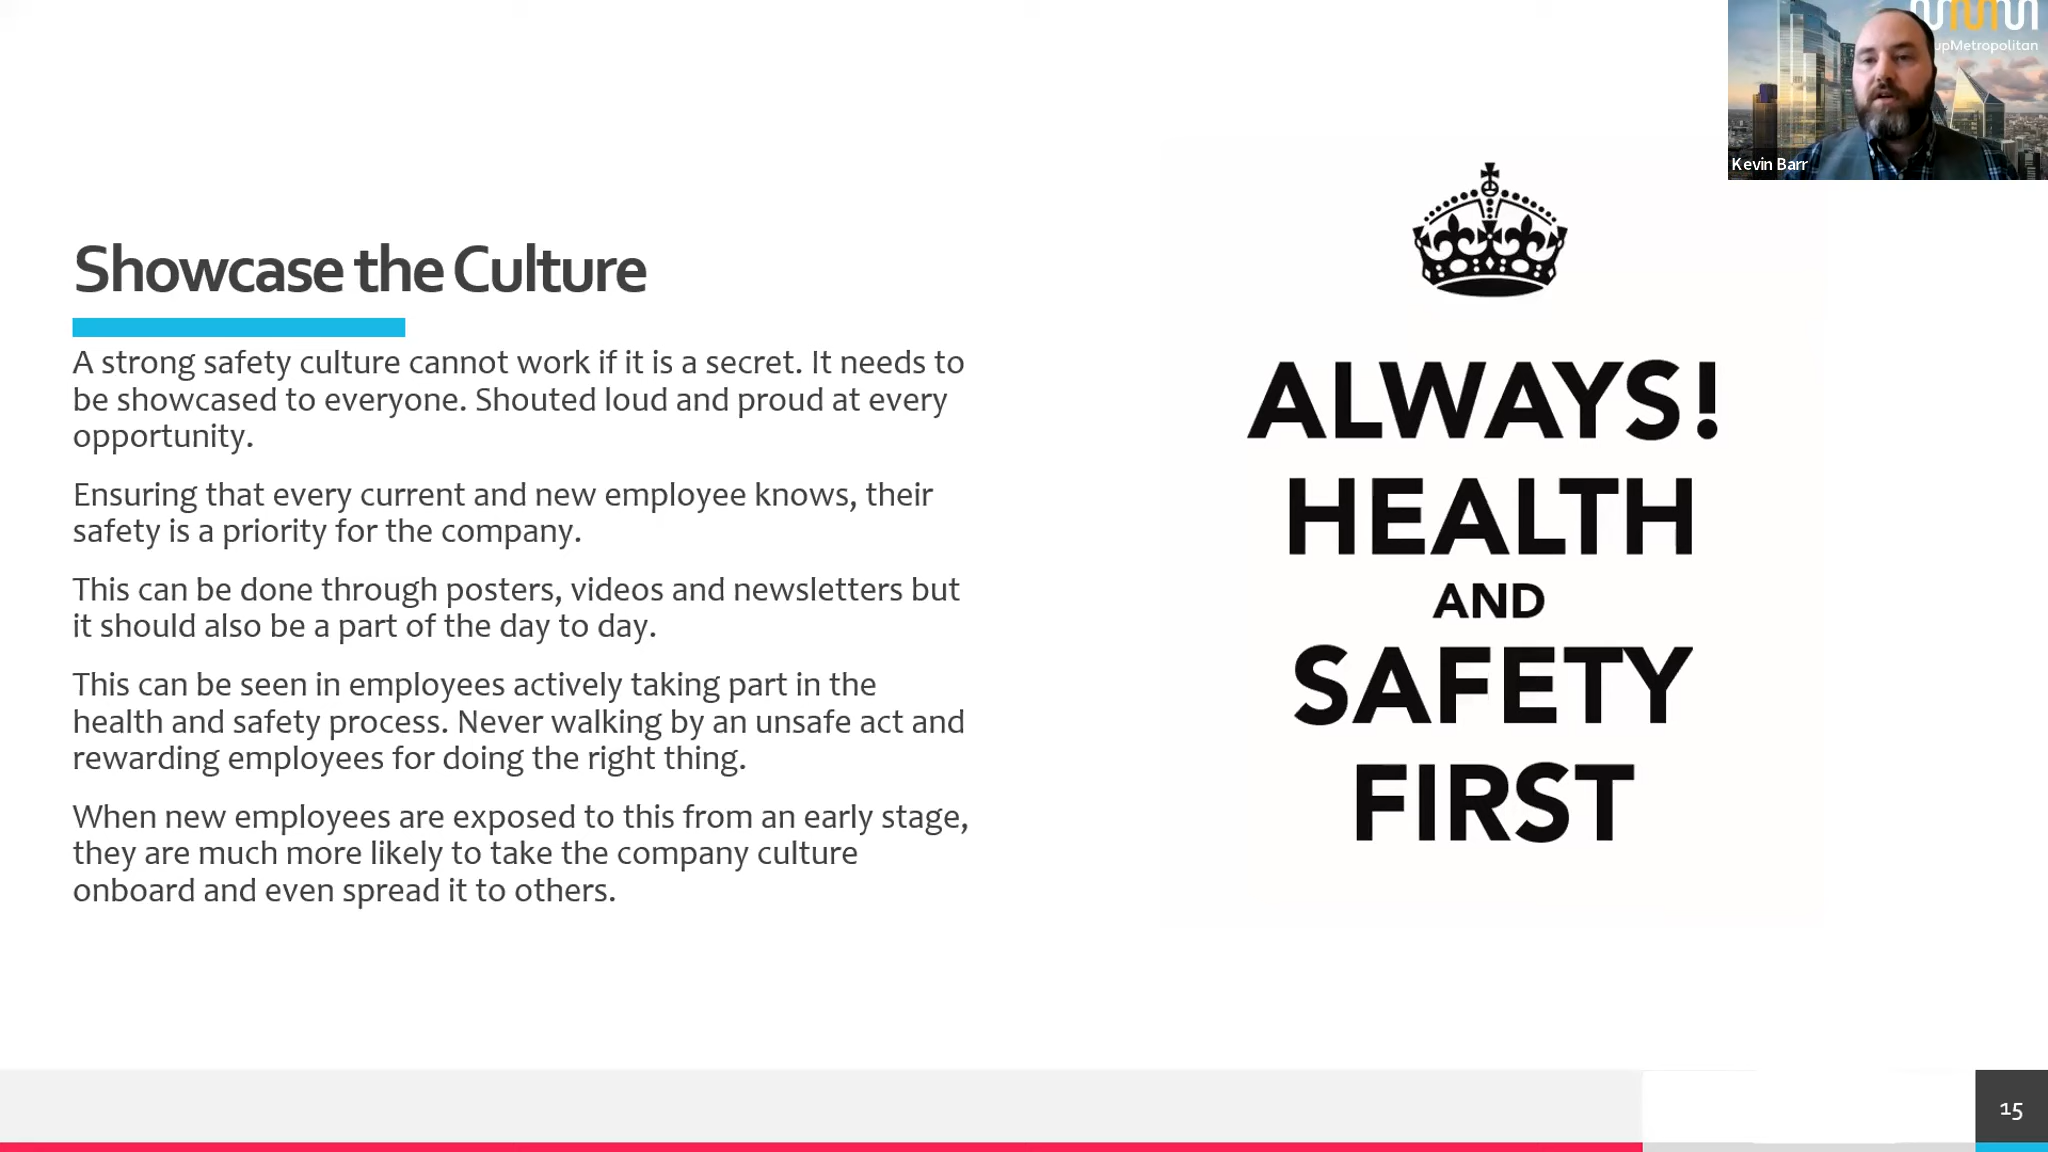 upMetropolitan
Kevin Barr
Showcase the Culture
A strong safety culture cannot work if it is a secret. It needs to
be showcased to everyone. Shouted loud and proud at every
opportunity.
Ensuring that every current and new employee knows, their
safety is a priority for the company.
This can be done through posters, videos and newsletters but
it should also be a part of the day to day.
This can be seen in employees actively taking part in the
health and safety process. Never walking by an unsafe act and
rewarding employees for doing the right thing.
When new employees are exposed to this from an early stage,
they are much more likely to take the company culture
onboard and even spread it to others.
ALWAYS!
HEALTH
AND
SAFETY
FIRST
15